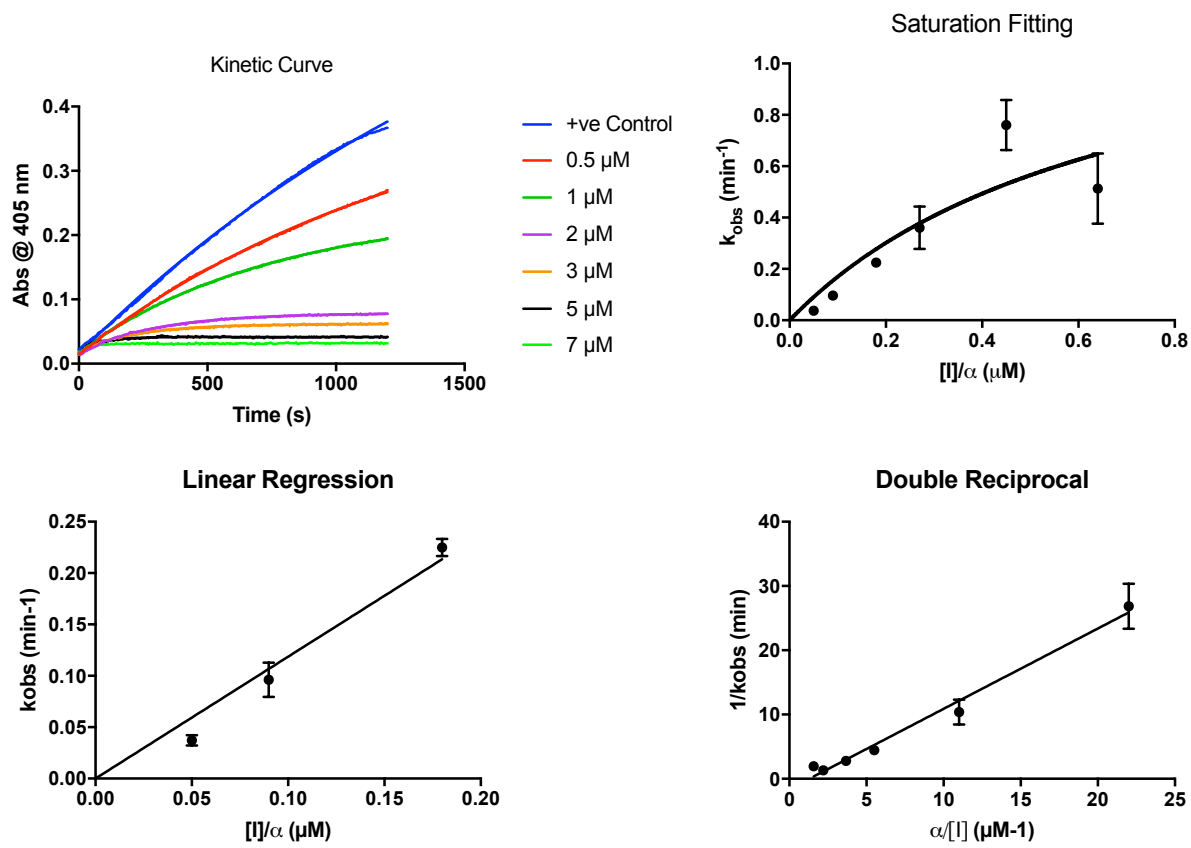 Kinetic Curve
Abs @ 405 nm
0.4
0.3
0.2
0.1
0.0
0
500
1000
1500
Time (s)
+ve Control
0.5 µM
1 µM
2 µM
3 µM
5 µM
7 µM
Saturation Fitting
kobs (min-1)
1.0
0.8
0.6
0.4
0.2
0.0
0.0
0.2
0.4
0.6
0.8
[I]/α (µM)
Linear Regression
kobs (min-1)
0.25
0.20
0.15
0.10
0.05
0.00
0.00
0.05
0.10
0.15
0.20
[I]/α (µM)
Double Reciprocal
1/kobs (min)
40
30
20
10
0
0
5
10
15
20
25
α/[I] (µM-1)